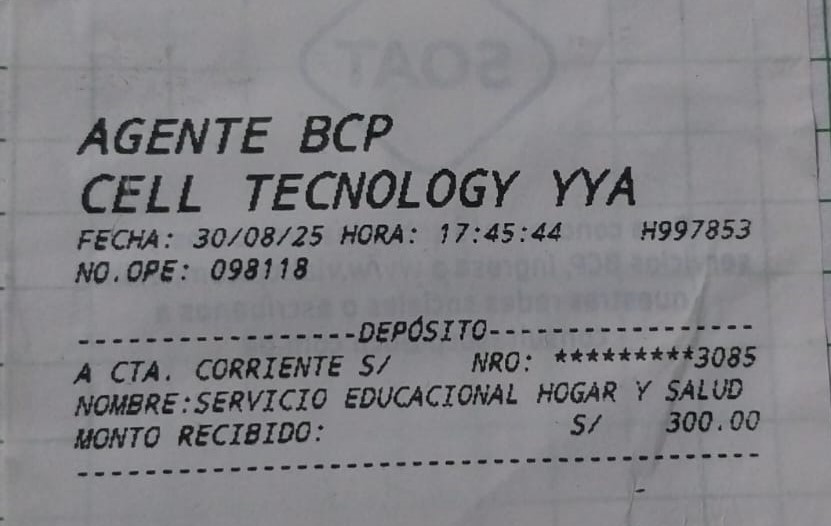 AGENTE BCP
CELL TECNOLOGY YYA
FECHA: 30/08/25 HORA: 17:45:44 H997853
NO.OPE: 098118
-----------------DEPÓSITO-----------------
A CTA. CORRIENTE S/ NRO: *********3085
NOMBRE:SERVICIO EDUCACIONAL HOGAR Y SALUD
MONTO RECIBIDO: S/ 300.00
------------------------------------------